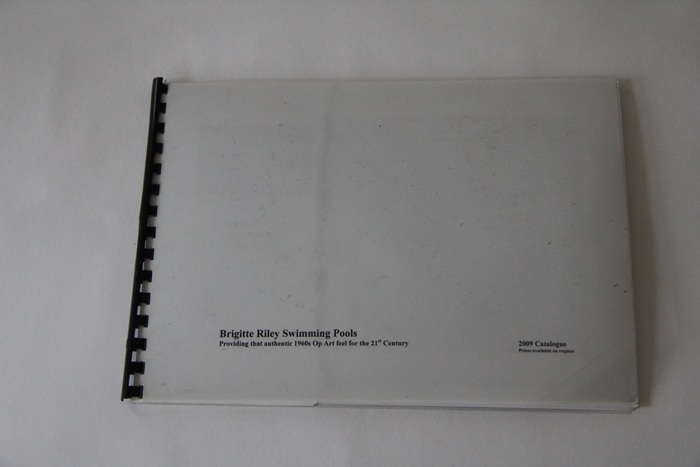 Brigitte Riley Swimming Pools
Providing that authentic 1960s Op Art feel for the 21st Century
2009 Catalogue
Prices available on request